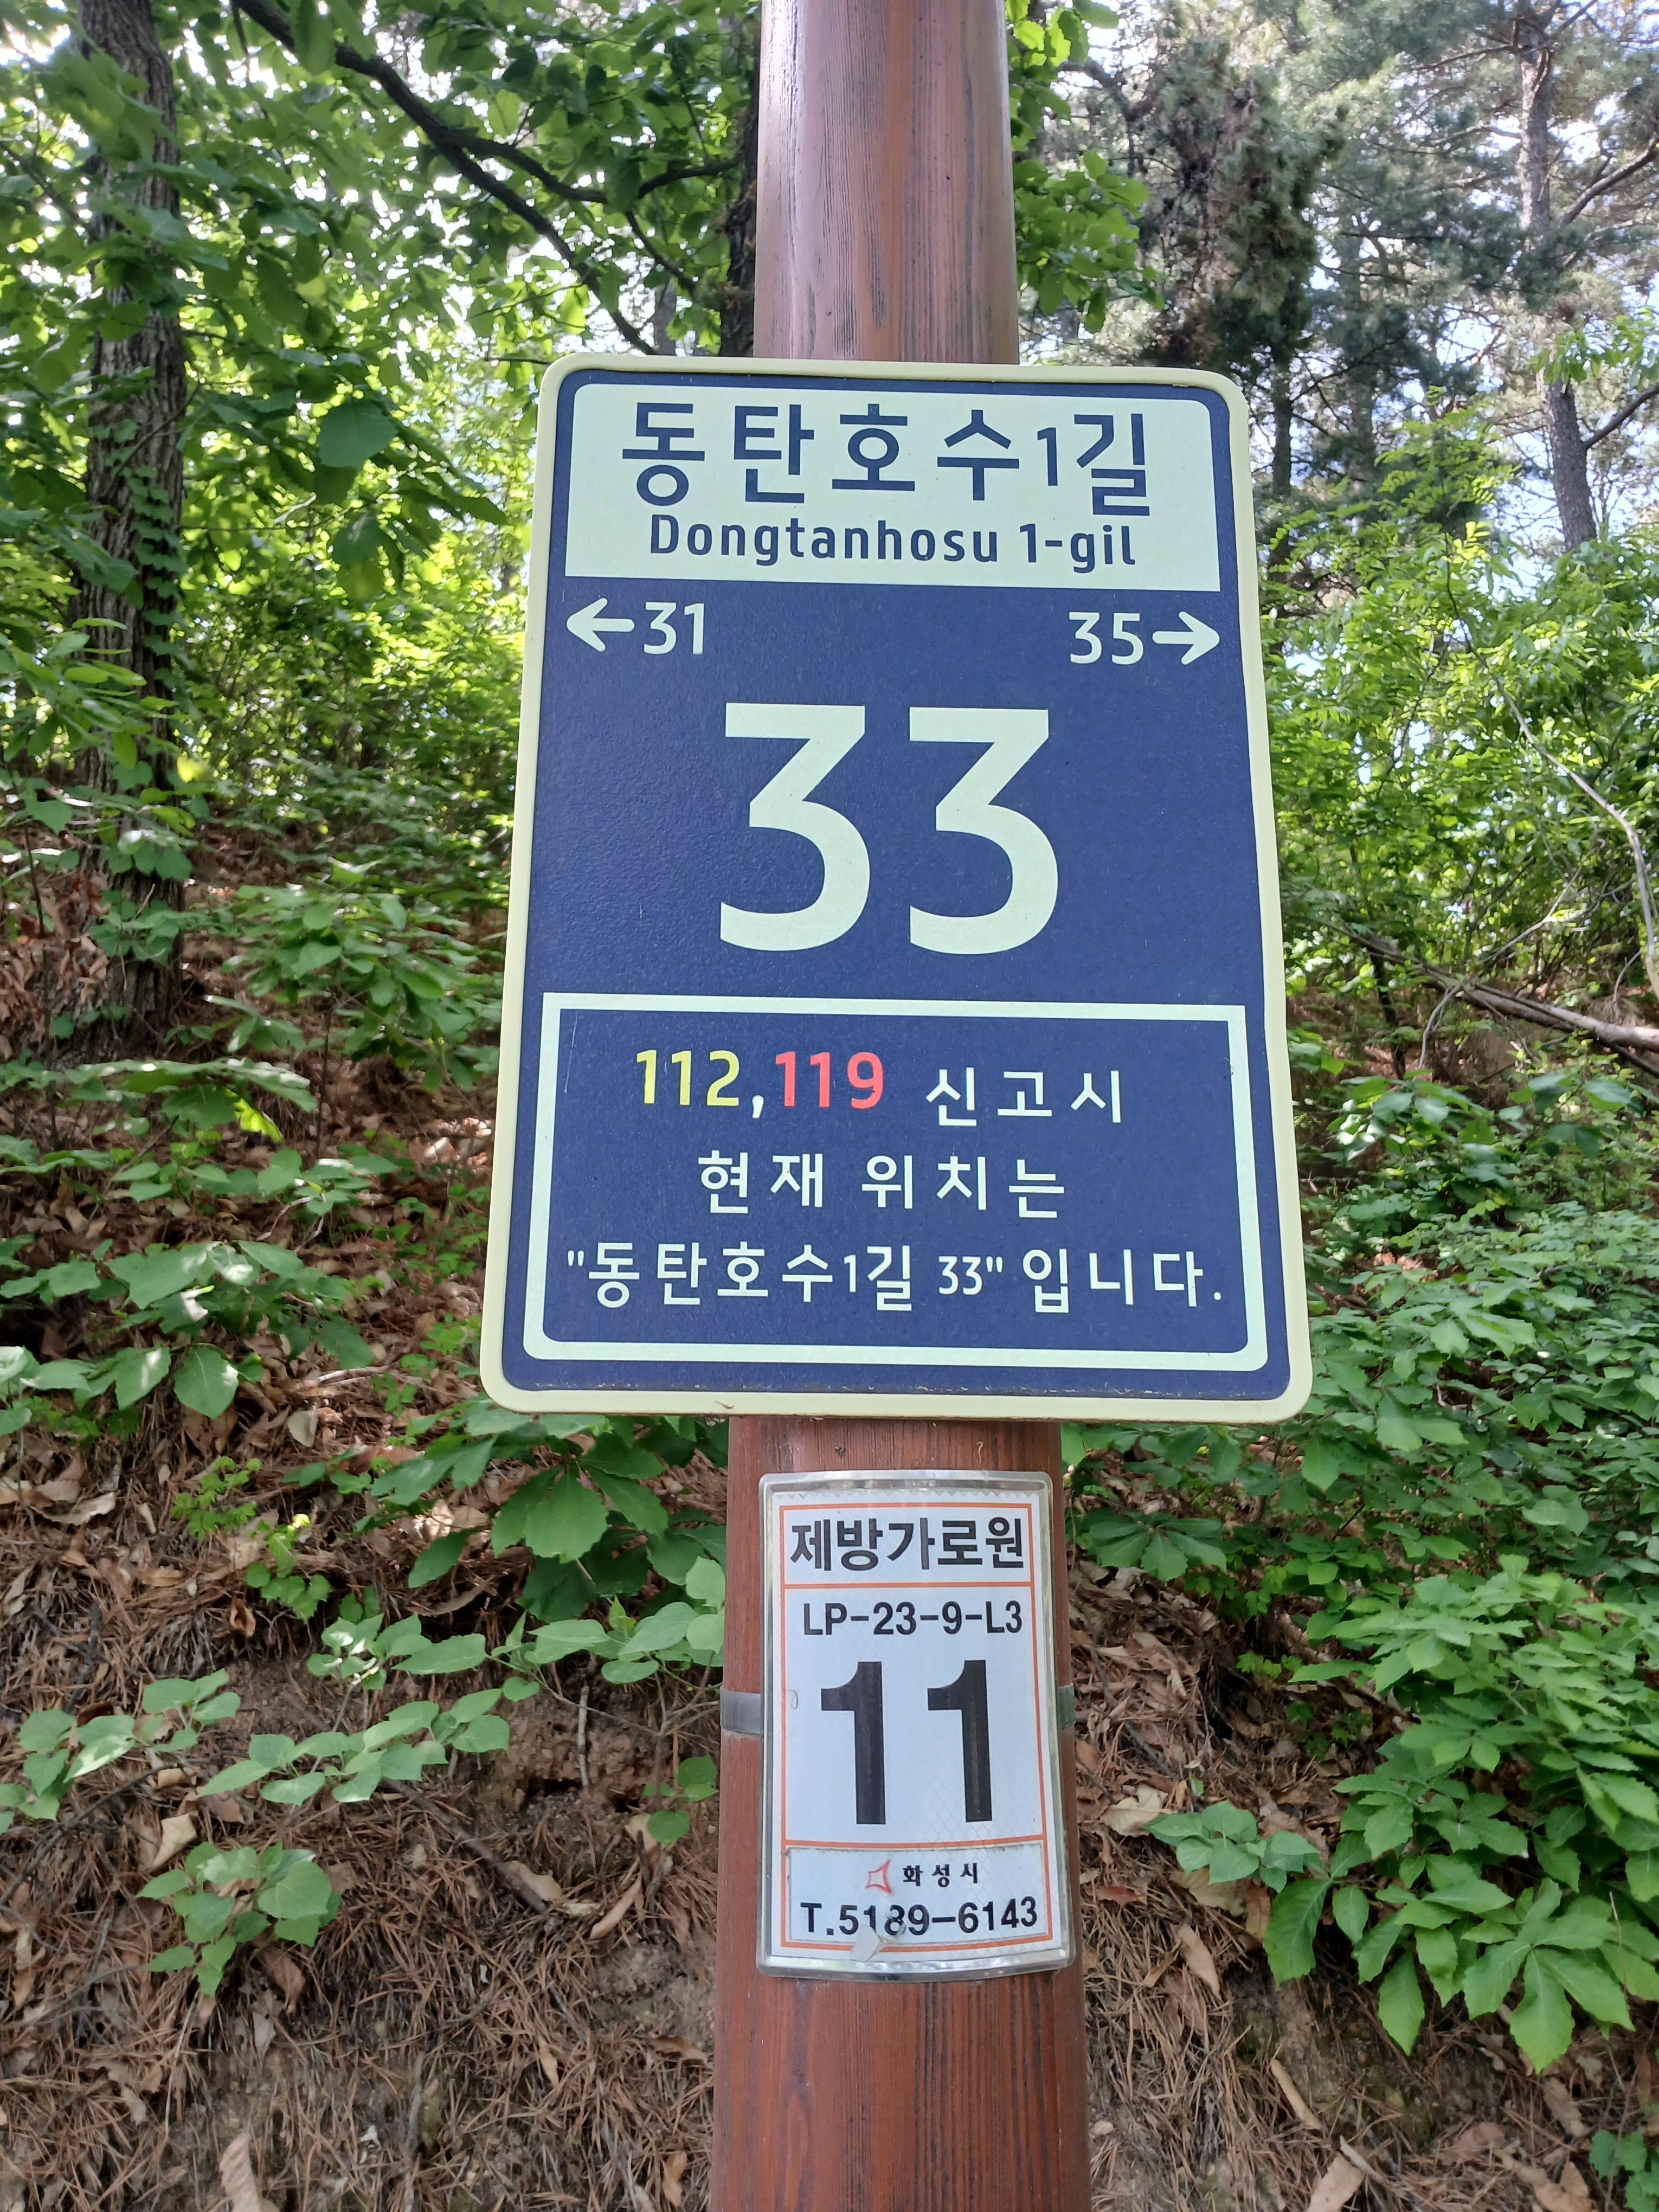 동탄호수1길
Dongtanhosu 1-gil
←31 35→
33
112,119 신고시
현재 위치는
"동탄호수1길 33" 입니다.
제방가로원
LP-23-9-L3
11
화성시
T.5189-6143